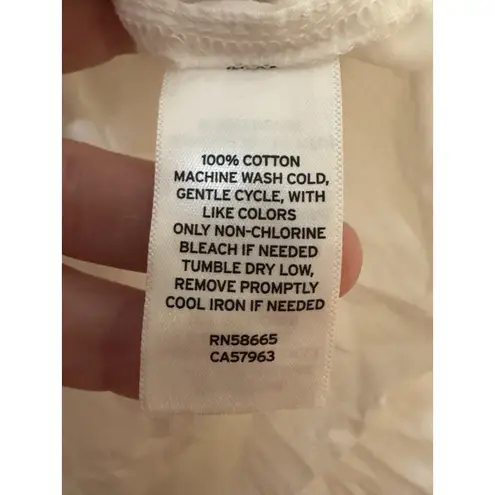 100% COTTON
MACHINE WASH COLD,
GENTLE CYCLE, WITH
LIKE COLORS
ONLY NON-CHLORINE
BLEACH IF NEEDED
TUMBLE DRY LOW,
REMOVE PROMPTLY
COOL IRON IF NEEDED
RN58665
CA57963